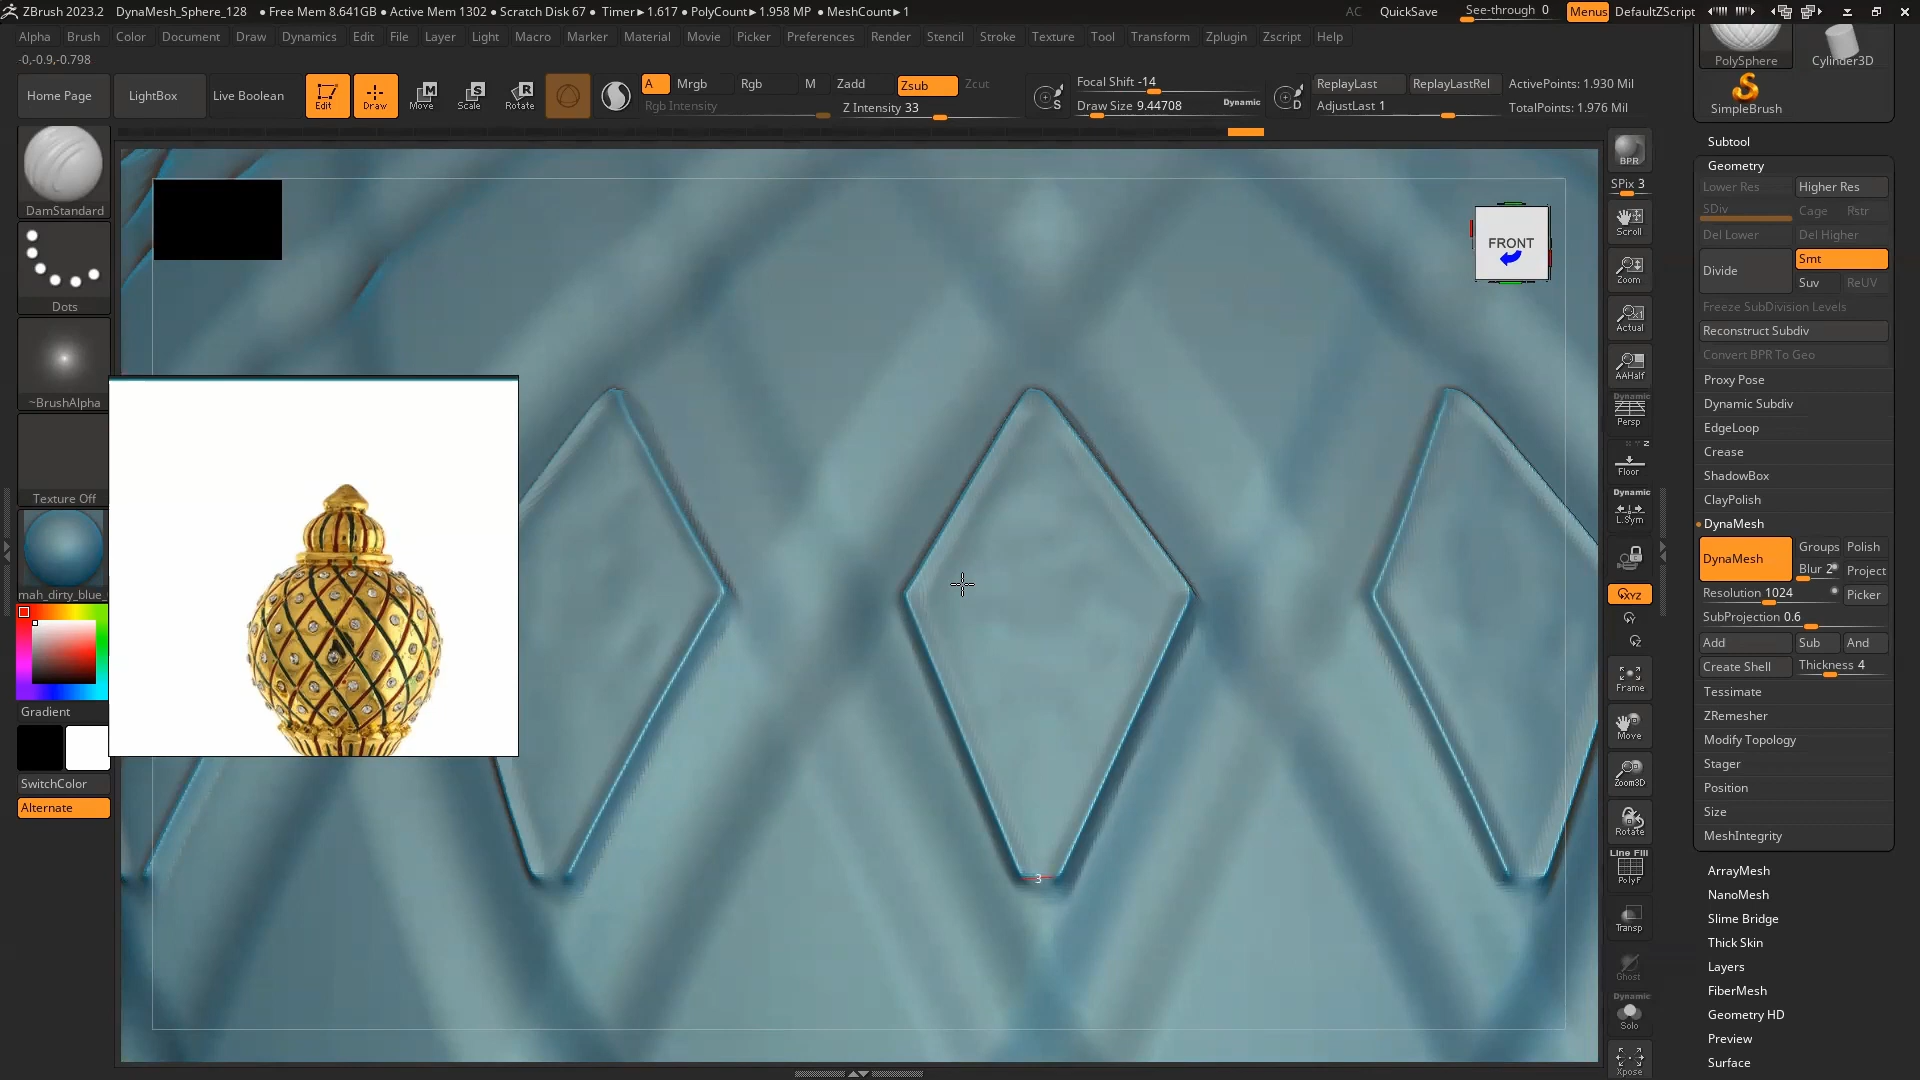 ZBrush 2023.2 DynaMesh_Sphere_128 ● Free Mem 8.641GB ● Active Mem 1302 ● Scratch Disk 67 ● Timer►1.617 ● PolyCount►1.958 MP ● MeshCount►1 AC QuickSave See-through 0 Menus DefaultZScript
Alpha Brush Color Document Draw Dynamics Edit File Layer Light Macro Marker Material Movie Picker Preferences Render Stencil Stroke Texture Tool Transform Zplugin Zscript Help
-0,-0.9,-0.798
Home Page LightBox Live Boolean Edit Draw Move Scale Rotate
A Mrgb Rgb M Zadd Zsub Zcut
Rgb Intensity Z Intensity 33
Focal Shift -14
Draw Size 9.44708 Dynamic
ReplayLast ReplayLastRel ActivePoints: 1.930 Mil
AdjustLast 1 TotalPoints: 1.976 Mil
DamStandard
Dots
~BrushAlpha
Texture Off
mah_dirty_blue_
Gradient
SwitchColor
Alternate
FRONT
3
BPR
SPix 3
Scroll
Zoom
Actual
AAHalf
Dynamic
Persp
Floor
Dynamic
L.Sym
XYZ
Frame
Move
Zoom3D
Rotate
Line Fill
PolyF
Transp
Ghost
Dynamic
Solo
Xpose
PolySphere Cylinder3D
SimpleBrush
Subtool
Geometry
Lower Res Higher Res
SDiv Cage Rstr
Del Lower Del Higher
Divide Smt
Suv ReUV
Freeze SubDivision Levels
Reconstruct Subdiv
Convert BPR To Geo
Proxy Pose
Dynamic Subdiv
EdgeLoop
Crease
ShadowBox
ClayPolish
DynaMesh
DynaMesh Groups Polish
Blur 2 Project
Resolution 1024 Picker
SubProjection 0.6
Add Sub And
Create Shell Thickness 4
Tessimate
ZRemesher
Modify Topology
Stager
Position
Size
MeshIntegrity
ArrayMesh
NanoMesh
Slime Bridge
Thick Skin
Layers
FiberMesh
Geometry HD
Preview
Surface